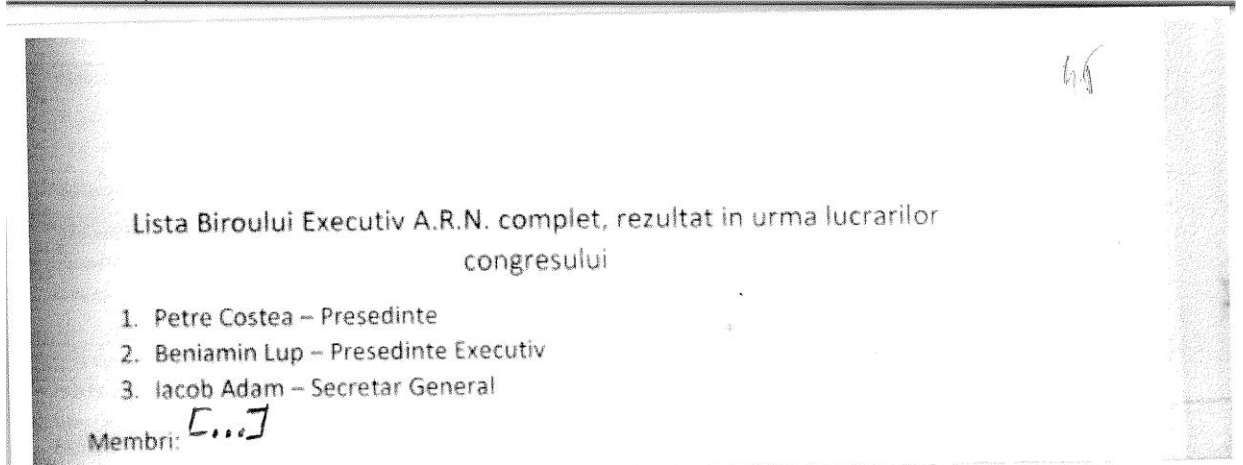 Lista Biroului Executiv A.R.N. complet, rezultat in urma lucrarilor
congresului
1. Petre Costea – Presedinte
2. Beniamin Lup – Presedinte Executiv
3. Iacob Adam – Secretar General
Membri: [...]